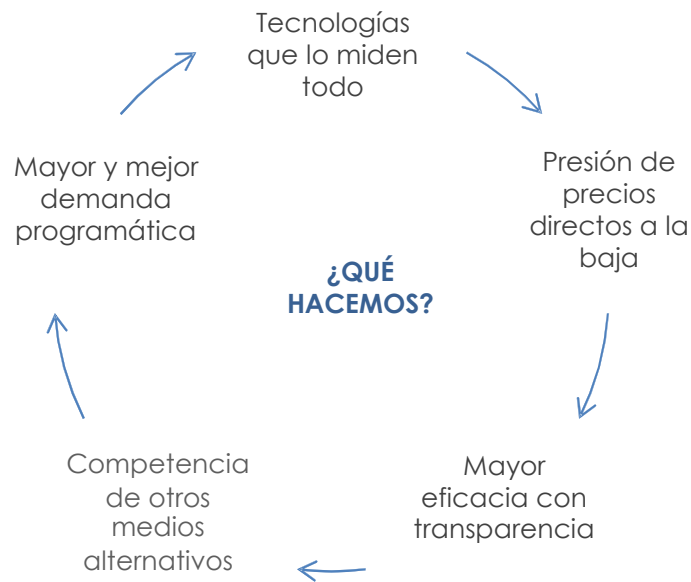 Tecnologías
que lo miden
todo
Presión de
precios
directos a la
baja
Mayor
eficacia con
transparencia
Competencia
de otros
medios
alternativos
Mayor y mejor
demanda
programática
¿QUÉ
HACEMOS?